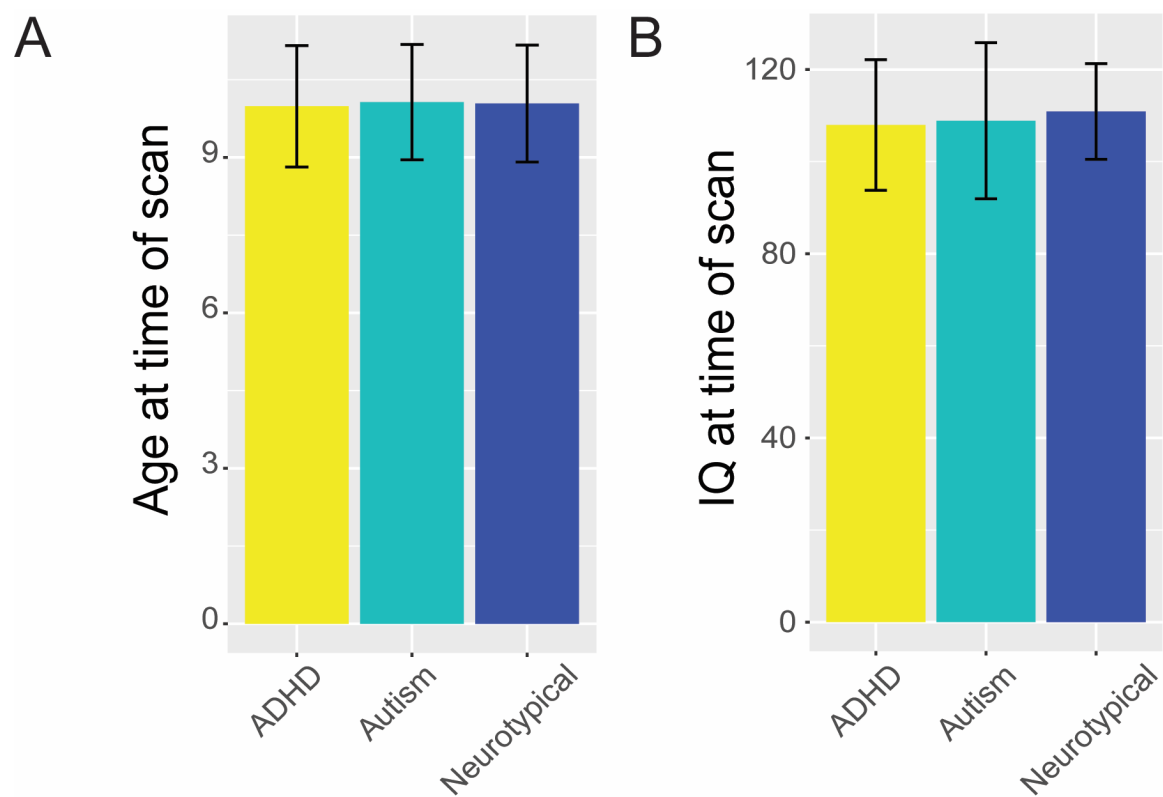 A
Age at time of scan
9
6
3
0
ADHD
Autism
Neurotypical
B
IQ at time of scan
120
80
40
0
ADHD
Autism
Neurotypical